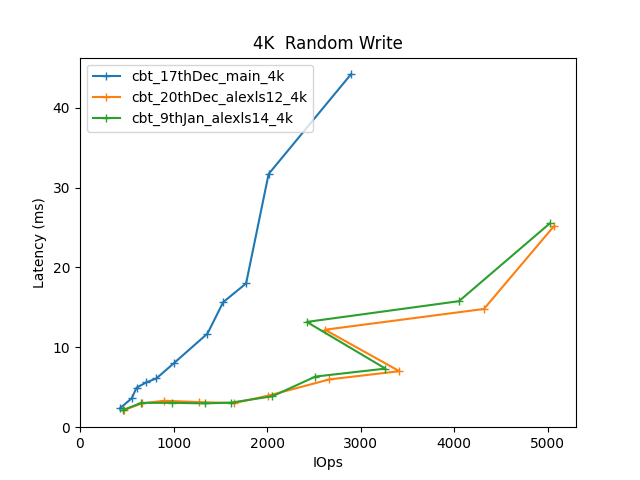 4K  Random Write
cbt_17thDec_main_4k
cbt_20thDec_alexls12_4k
cbt_9thJan_alexls14_4k
Latency (ms)
40
30
20
10
0
0 1000 2000 3000 4000 5000
IOps